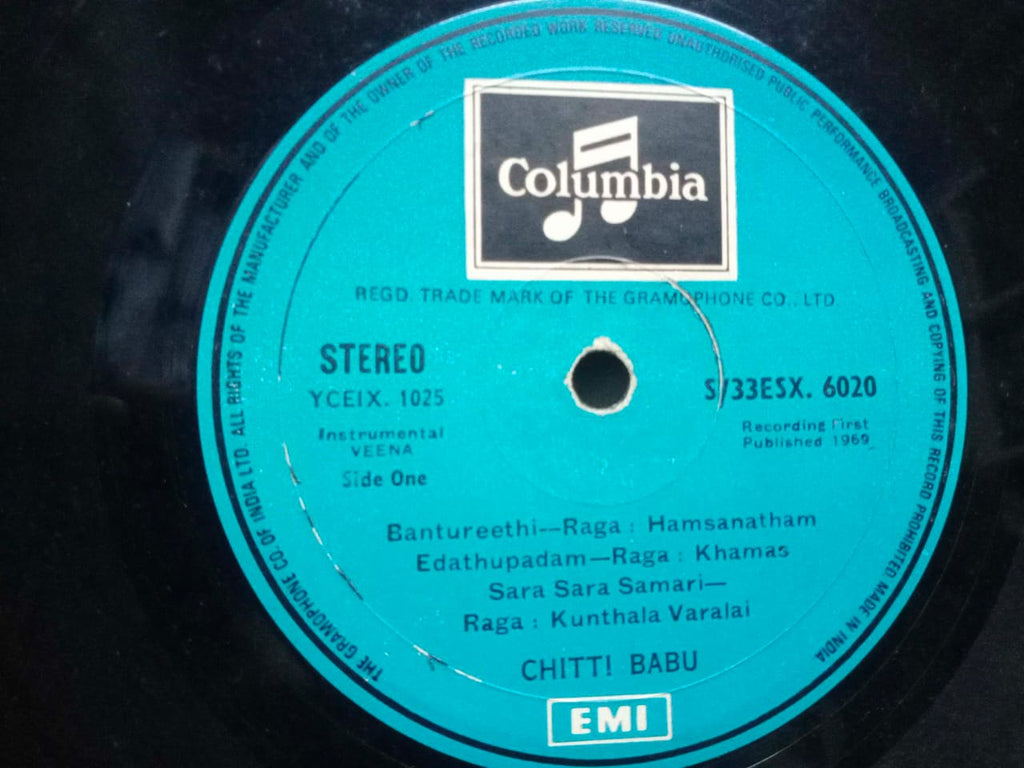 THE GRAMOPHONE CO. OF INDIA LTD. ALL RIGHTS OF THE MANUFACTURER AND OF THE OWNER OF THE RECORDED WORK RESERVED UNAUTHORISED PUBLIC PERFORMANCE BROADCASTING AND COPYING OF THIS RECORD PROHIBITED MADE IN INDIA
Columbia
REGD. TRADE MARK OF THE GRAMOPHONE CO., LTD.
STEREO
YCEIX. 1025
S/33ESX. 6020
Instrumental
VEENA
Recording First
Published 1969
Side One
Bantureethi—Raga : Hamsanatham
Edathupadam—Raga : Khamas
Sara Sara Samari—
Raga : Kunthala Varalai
CHITTI BABU
EMI